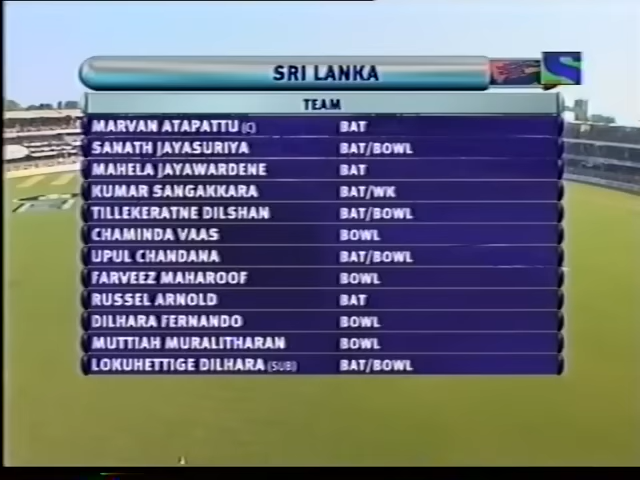 SRI LANKA
TEAM
MARVAN ATAPATTU (C) BAT
SANATH JAYASURIYA BAT/BOWL
MAHELA JAYAWARDENE BAT
KUMAR SANGAKKARA BAT/WK
TILLEKERATNE DILSHAN BAT/BOWL
CHAMINDA VAAS BOWL
UPUL CHANDANA BAT/BOWL
FARVEEZ MAHAROOF BOWL
RUSSEL ARNOLD BAT
DILHARA FERNANDO BOWL
MUTTIAH MURALITHARAN BOWL
LOKUHETTIGE DILHARA (SUB) BAT/BOWL